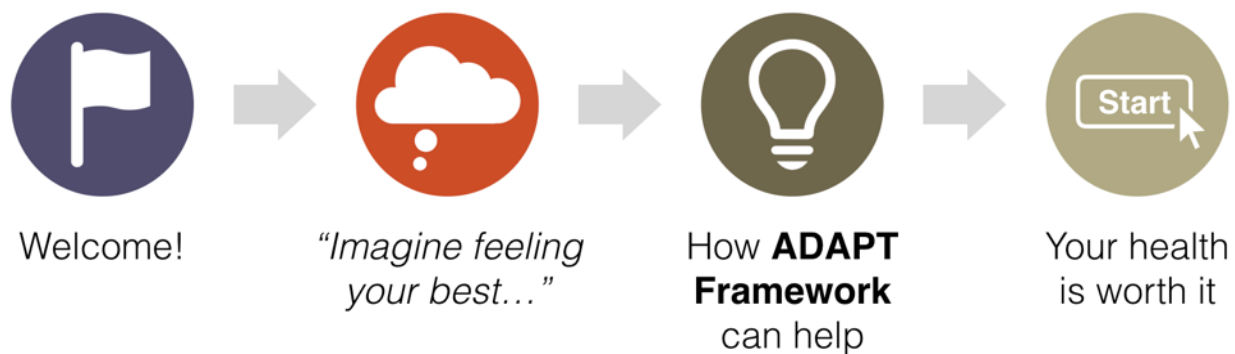 Start
Welcome!
“Imagine feeling
your best…”
How ADAPT
Framework
can help
Your health
is worth it